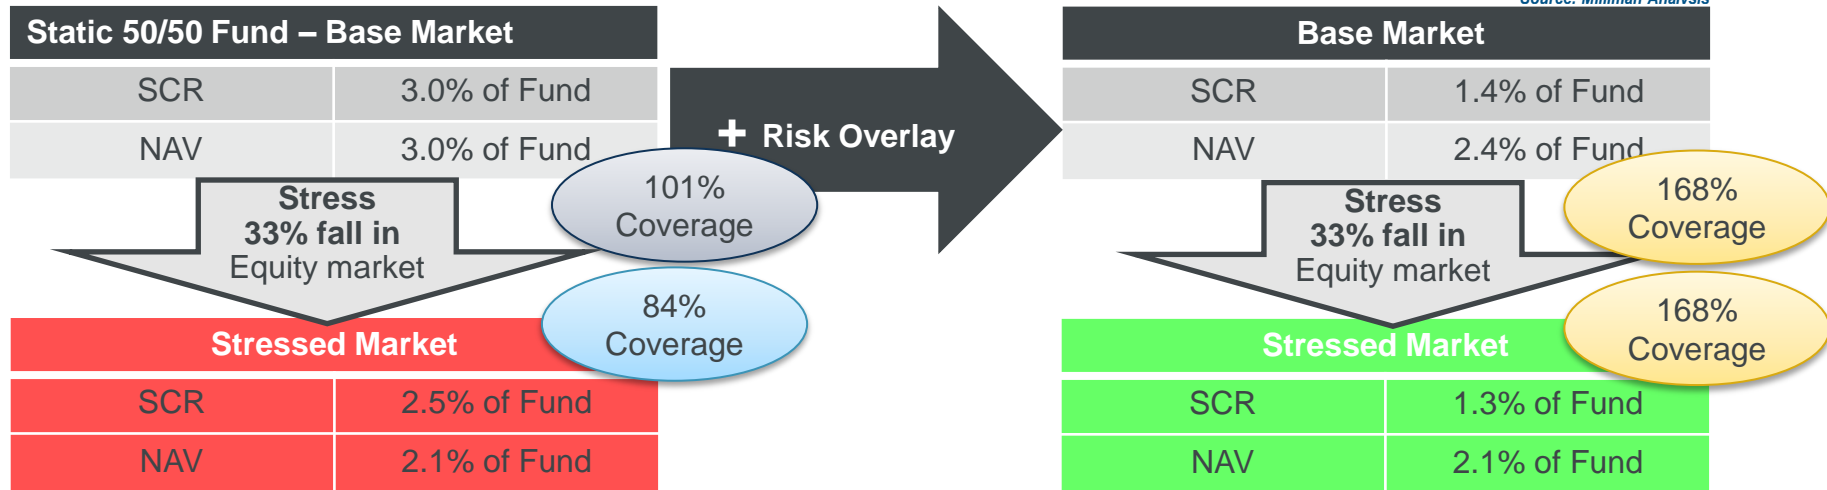 Source: Milliman Analysis
Static 50/50 Fund – Base Market
SCR 3.0% of Fund
NAV 3.0% of Fund
+ Risk Overlay
Base Market
SCR 1.4% of Fund
NAV 2.4% of Fund
Stress
33% fall in
Equity market
101%
Coverage
84%
Coverage
Stressed Market
SCR 2.5% of Fund
NAV 2.1% of Fund
Stress
33% fall in
Equity market
168%
Coverage
168%
Coverage
Stressed Market
SCR 1.3% of Fund
NAV 2.1% of Fund